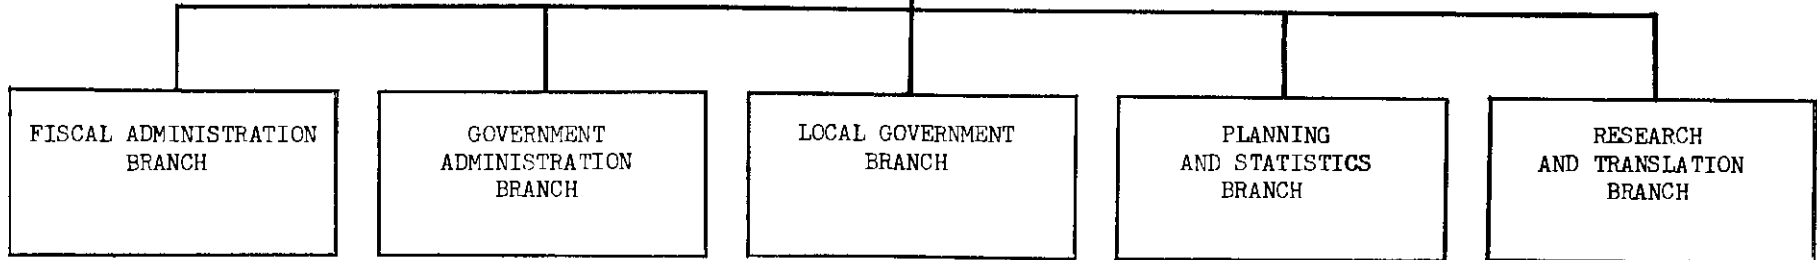 FISCAL ADMINISTRATION
BRANCH
GOVERNMENT
ADMINISTRATION
BRANCH
LOCAL GOVERNMENT
BRANCH
PLANNING
AND STATISTICS
BRANCH
RESEARCH
AND TRANSLATION
BRANCH